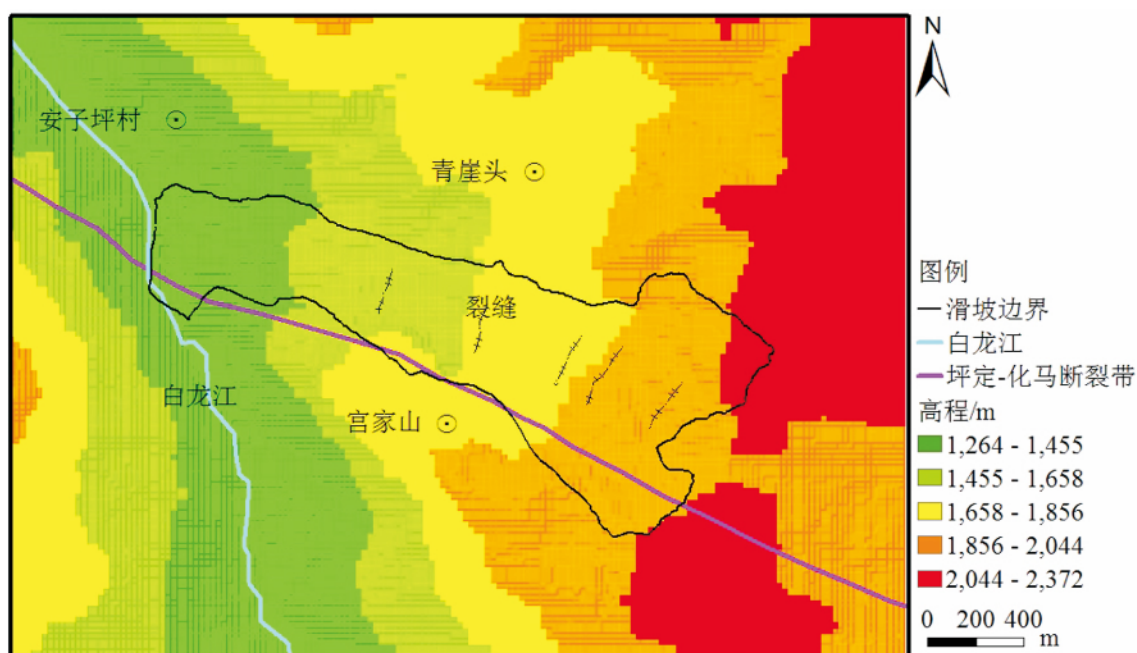 N
安子坪村
青崖头
裂缝
白龙江
宫家山
图例
滑坡边界
白龙江
坪定-化马断裂带
高程/m
1,264 - 1,455
1,455 - 1,658
1,658 - 1,856
1,856 - 2,044
2,044 - 2,372
0 200 400
m